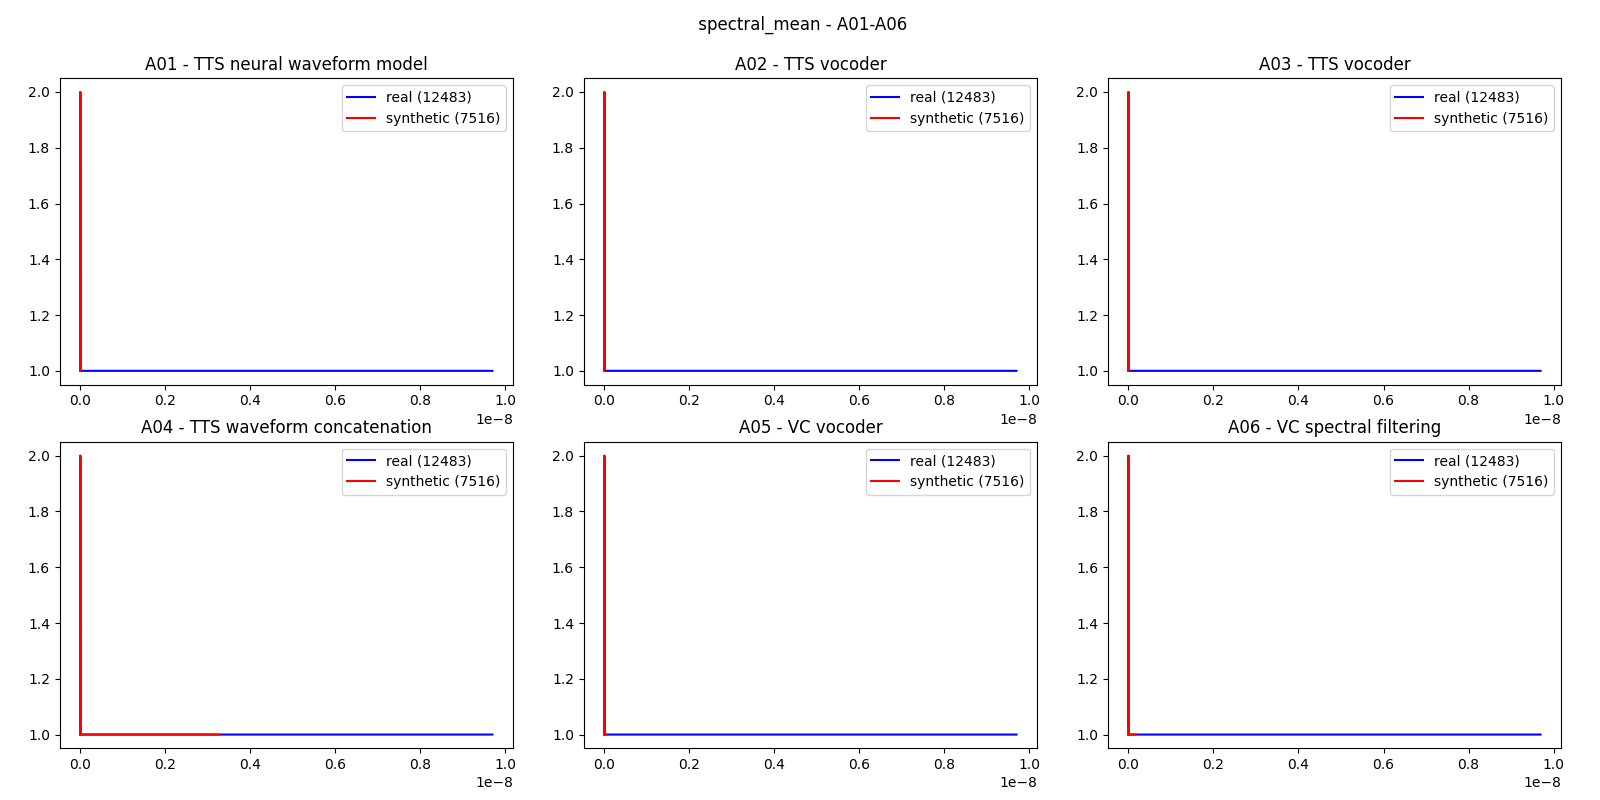 spectral_mean - A01-A06
A01 - TTS neural waveform model
2.0
1.8
1.6
1.4
1.2
1.0
real (12483)
synthetic (7516)
0.0 0.2 0.4 0.6 0.8 1.0
1e−8
A02 - TTS vocoder
2.0
1.8
1.6
1.4
1.2
1.0
real (12483)
synthetic (7516)
0.0 0.2 0.4 0.6 0.8 1.0
1e−8
A03 - TTS vocoder
2.0
1.8
1.6
1.4
1.2
1.0
real (12483)
synthetic (7516)
0.0 0.2 0.4 0.6 0.8 1.0
1e−8
A04 - TTS waveform concatenation
2.0
1.8
1.6
1.4
1.2
1.0
real (12483)
synthetic (7516)
0.0 0.2 0.4 0.6 0.8 1.0
1e−8
A05 - VC vocoder
2.0
1.8
1.6
1.4
1.2
1.0
real (12483)
synthetic (7516)
0.0 0.2 0.4 0.6 0.8 1.0
1e−8
A06 - VC spectral filtering
2.0
1.8
1.6
1.4
1.2
1.0
real (12483)
synthetic (7516)
0.0 0.2 0.4 0.6 0.8 1.0
1e−8